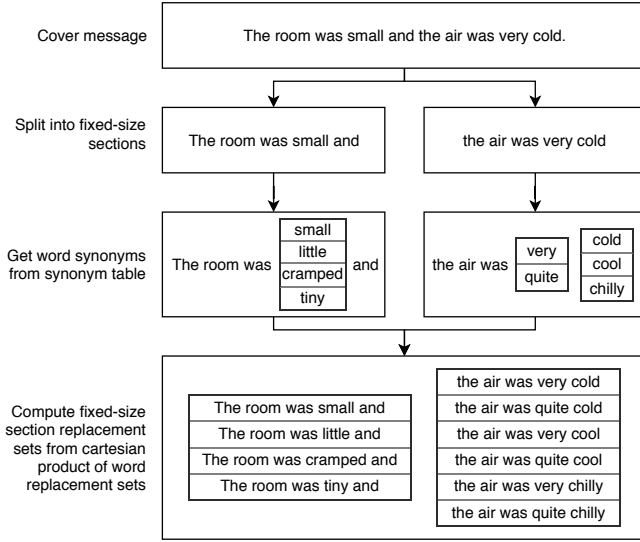 Cover message
The room was small and the air was very cold.
Split into fixed-size
sections
The room was small and
the air was very cold
Get word synonyms
from synonym table
The room was
small
little
cramped
tiny
and
the air was
very
quite
cold
cool
chilly
Compute fixed-size
section replacement
sets from cartesian
product of word
replacement sets
The room was small and
The room was little and
The room was cramped and
The room was tiny and
the air was very cold
the air was quite cold
the air was very cool
the air was quite cool
the air was very chilly
the air was quite chilly